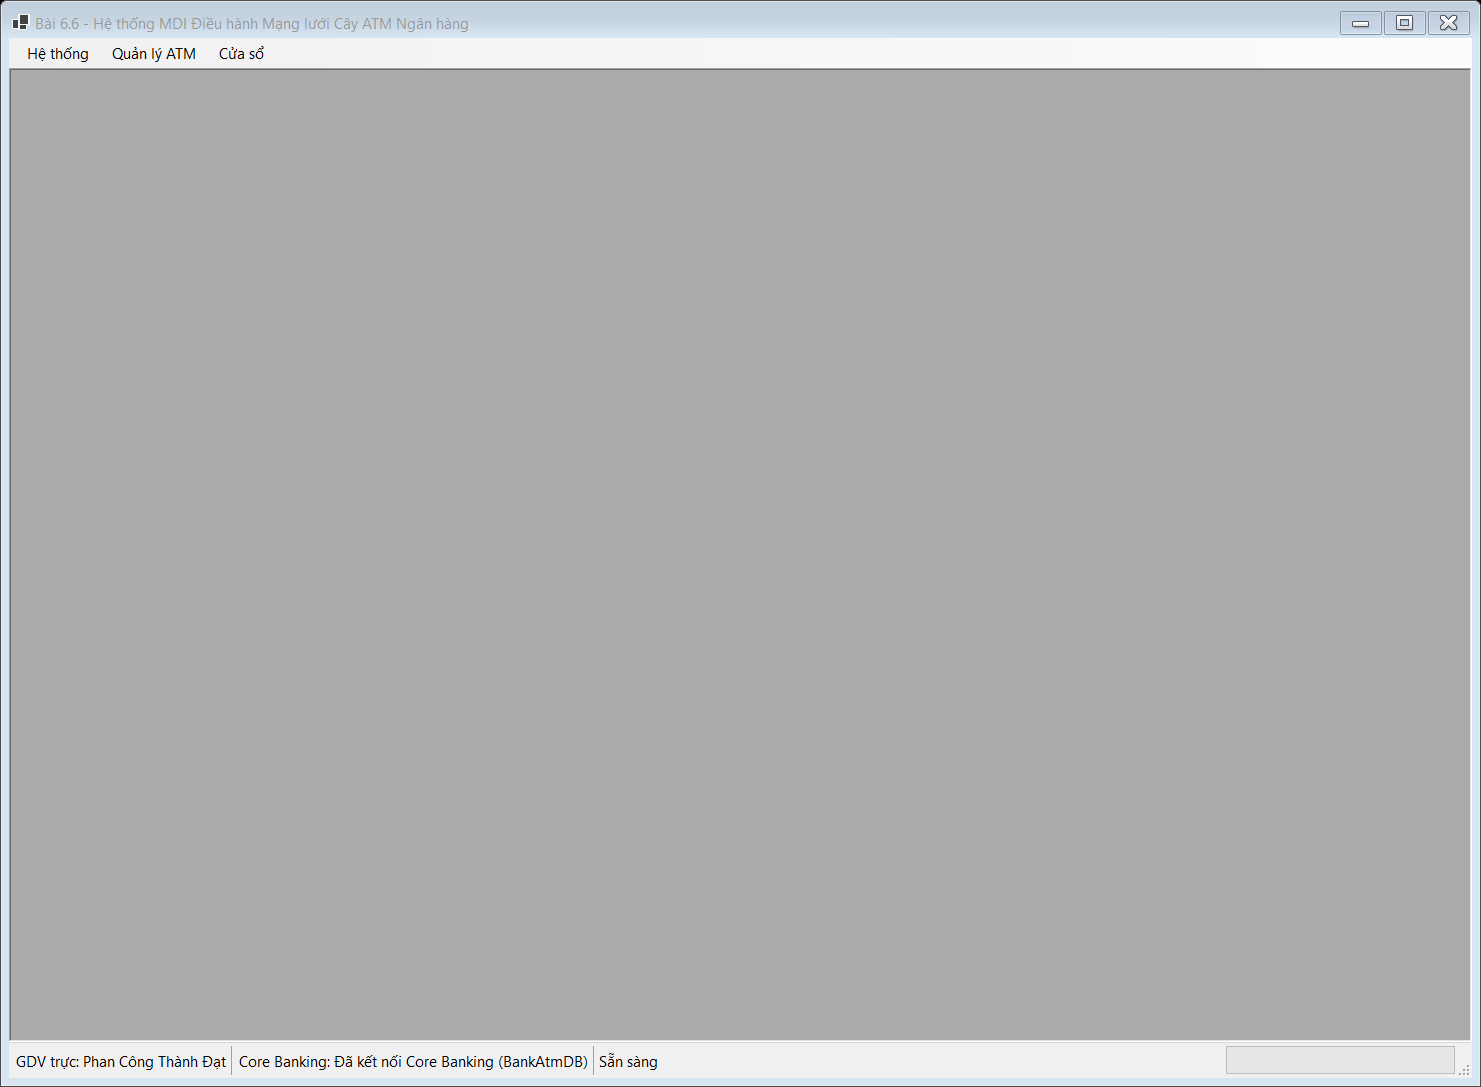 Bài 6.6 - Hệ thống MDI Điều hành Mạng lưới Cây ATM Ngân hàng
Hệ thống Quản lý ATM Cửa sổ
GDV trực: Phan Công Thành Đạt Core Banking: Đã kết nối Core Banking (BankAtmDB) Sẵn sàng